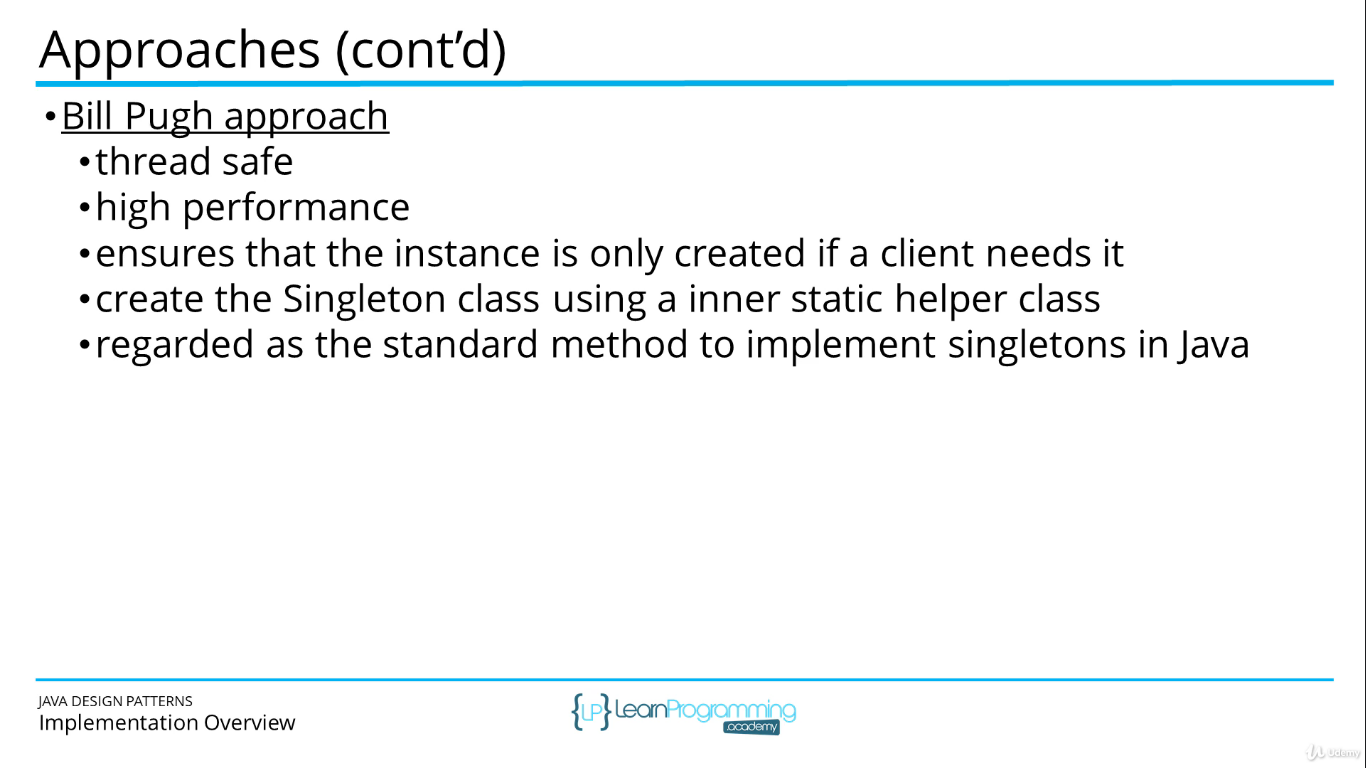 Approaches (cont’d)
•Bill Pugh approach
•thread safe
•high performance
•ensures that the instance is only created if a client needs it
•create the Singleton class using a inner static helper class
•regarded as the standard method to implement singletons in Java
JAVA DESIGN PATTERNS
Implementation Overview
{LP} LearnProgramming
.academy
Udemy